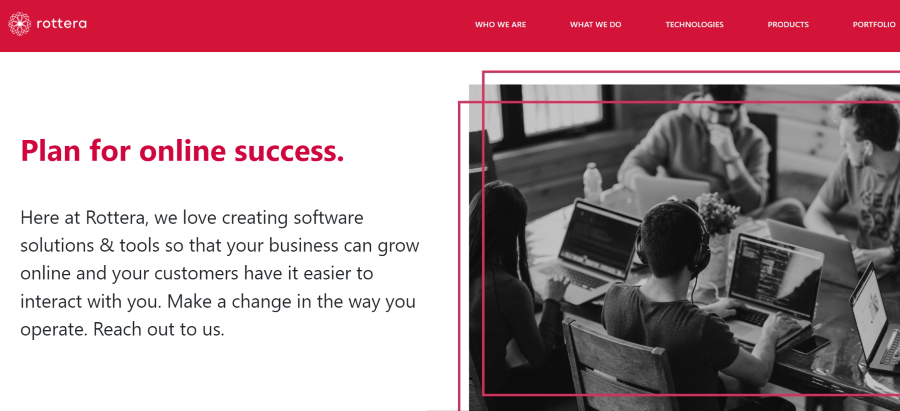 rottera
WHO WE ARE
WHAT WE DO
TECHNOLOGIES
PRODUCTS
PORTFOLIO
Plan for online success.
Here at Rottera, we love creating software
solutions & tools so that your business can grow
online and your customers have it easier to
interact with you. Make a change in the way you
operate. Reach out to us.